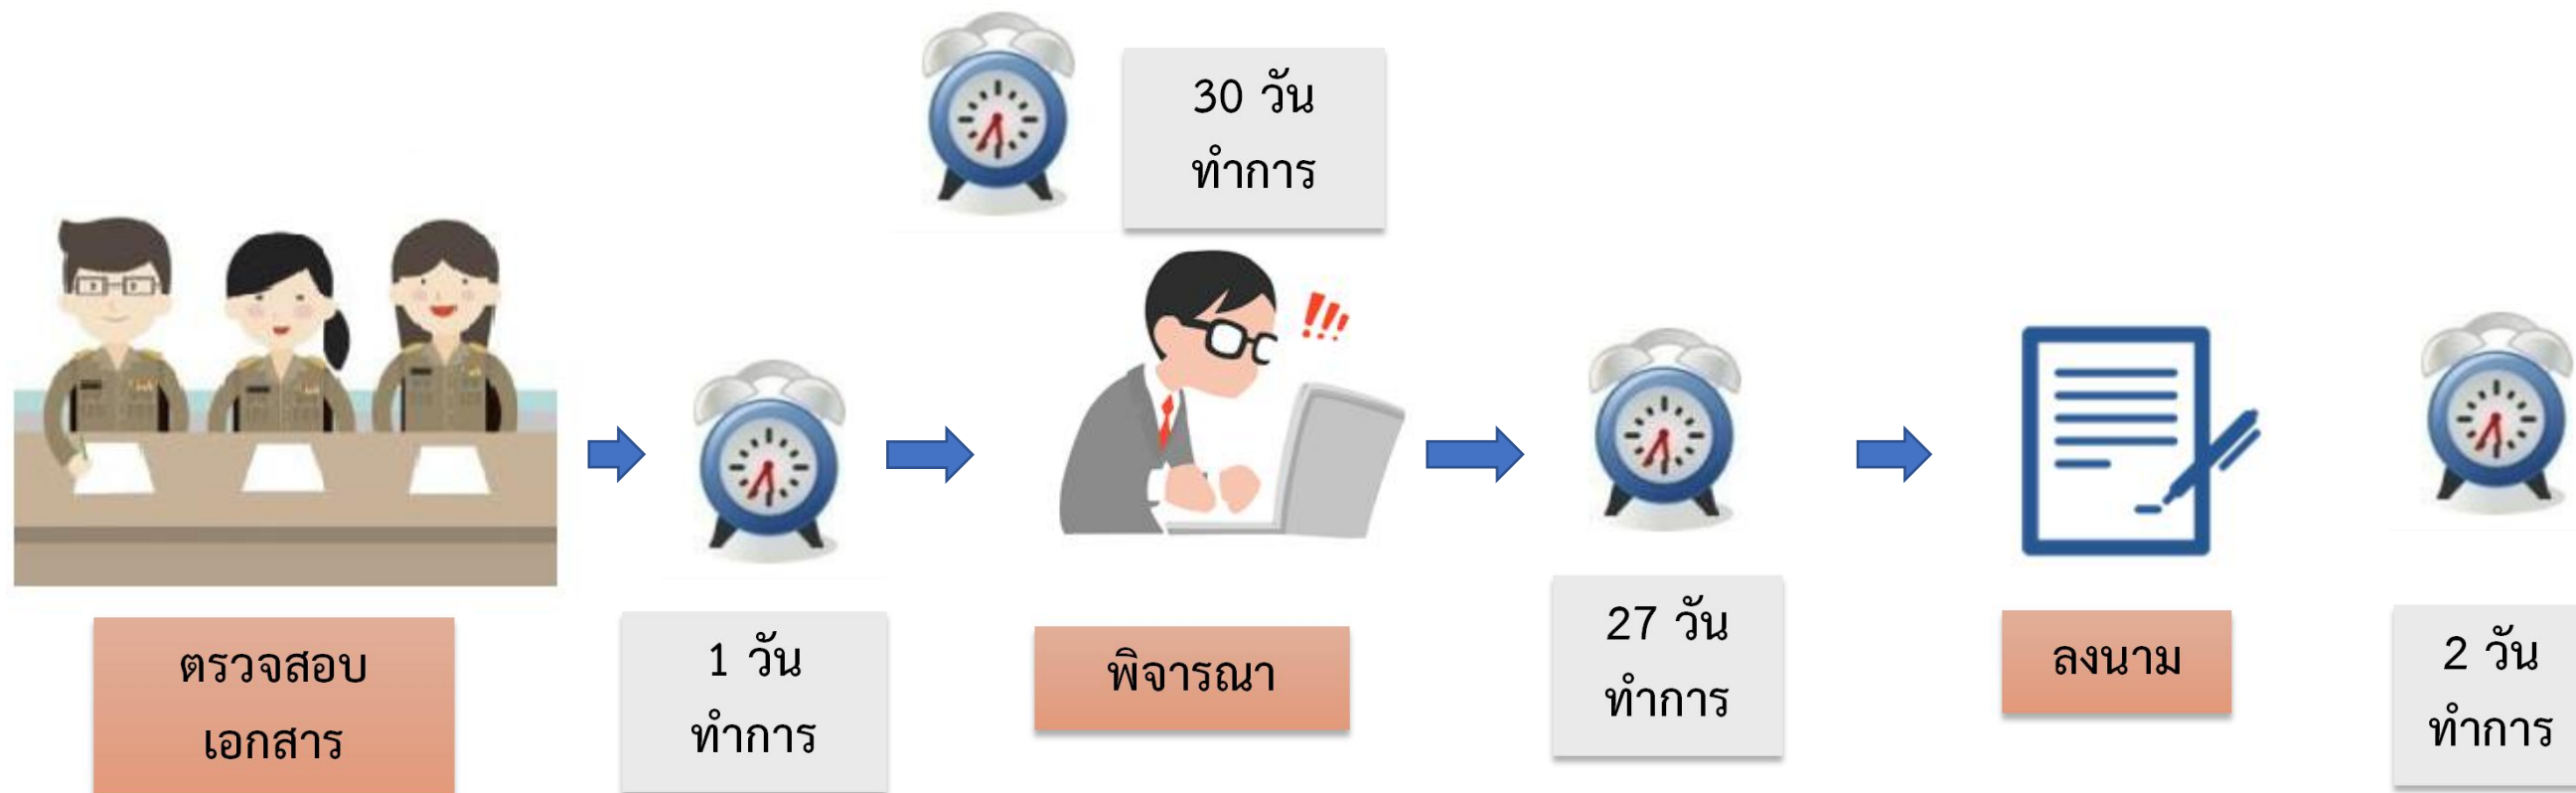 30 วัน
ทำการ
ตรวจสอบ
เอกสาร
1 วัน
ทำการ
พิจารณา
27 วัน
ทำการ
ลงนาม
2 วัน
ทำการ